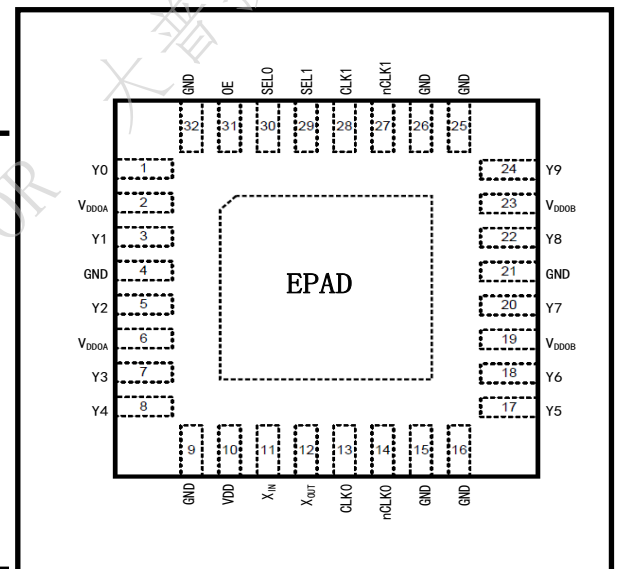 大普
OR
GND OE SEL0 SEL1 CLK1 nCLK1 GND GND
32 31 30 29 28 27 26 25
Y0 1 24 Y9
VDDOA 2 23 VDDOB
Y1 3 22 Y8
GND 4 21 GND
EPAD
Y2 5 20 Y7
VDDOA 6 19 VDDOB
Y3 7 18 Y6
Y4 8 17 Y5
9 10 11 12 13 14 15 16
GND VDD XIN XOUT CLK0 nCLK0 GND GND